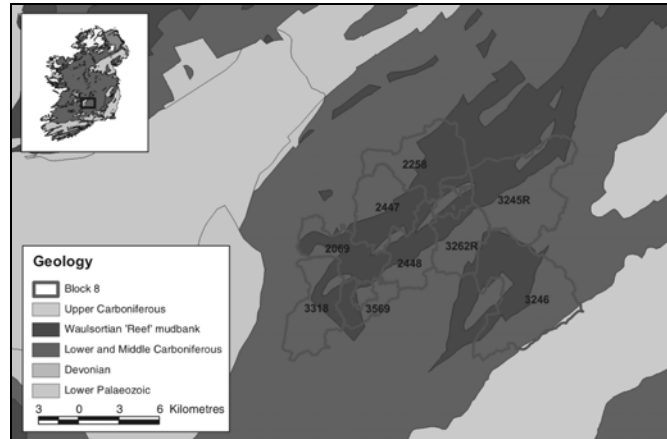 2258
2447
3245R
2069
2448
3262R
3318
3569
3246
Geology
Block 8
Upper Carboniferous
Waulsortian 'Reef' mudbank
Lower and Middle Carboniferous
Devonian
Lower Palaeozoic
3 0 3 6 Kilometres